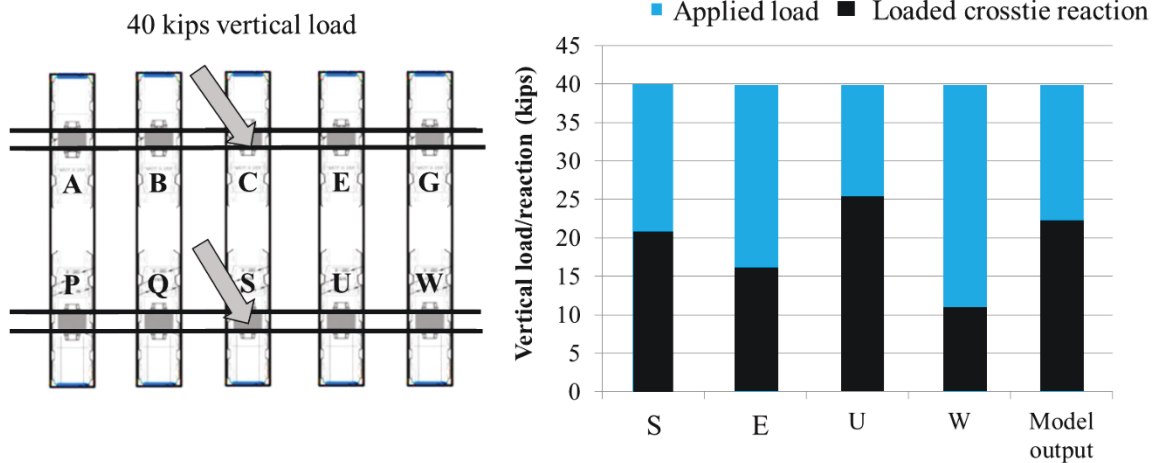 40 kips vertical load
A B C E G
P Q S U W
Applied load Loaded crosstie reaction
Vertical load/reaction (kips)
45
40
35
30
25
20
15
10
5
0
S E U W Model
output